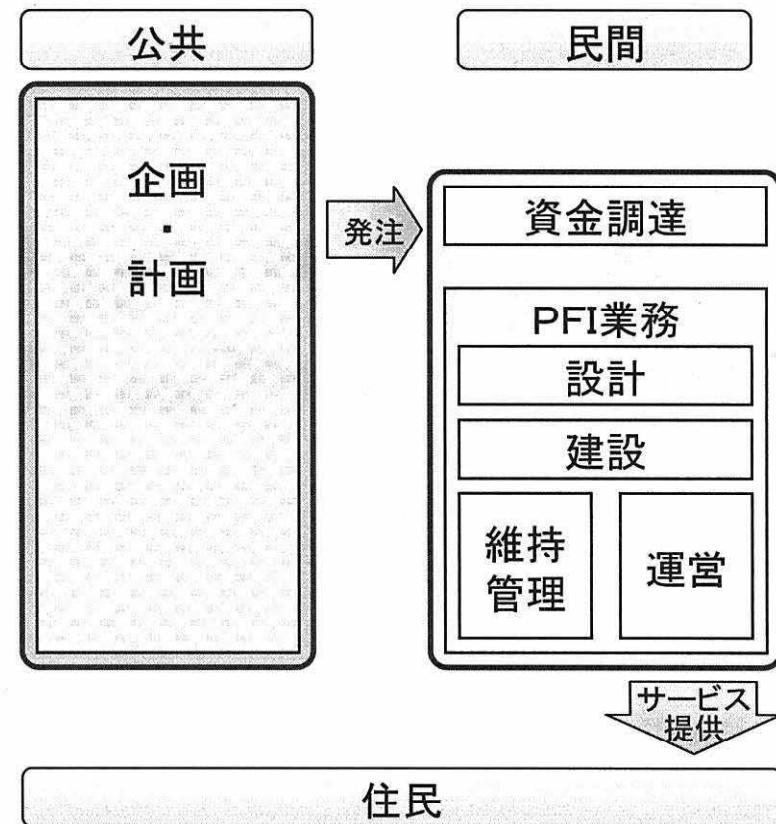 公共
民間
企画
・
計画
発注
資金調達
PFI業務
設計
建設
維持
管理
運営
サービス
提供
住民